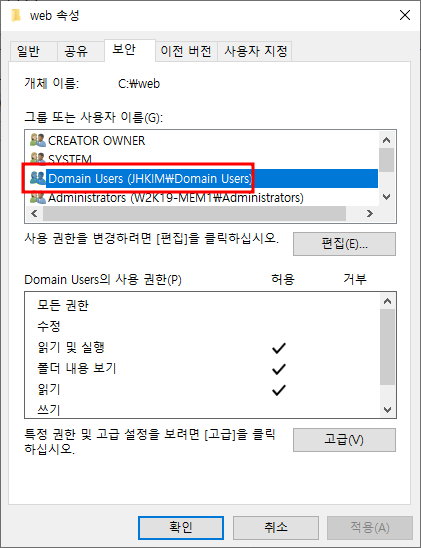 web 속성
일반 공유 보안 이전 버전 사용자 지정
개체 이름: C:₩web
그룹 또는 사용자 이름(G):
CREATOR OWNER
SYSTEM
Domain Users (JHKIM₩Domain Users)
Administrators (W2K19-MEM1₩Administrators)
사용 권한을 변경하려면 [편집]을 클릭하십시오.
편집(E)...
Domain Users의 사용 권한(P) 허용 거부
모든 권한
수정
읽기 및 실행
폴더 내용 보기
읽기
쓰기
특정 권한 및 고급 설정을 보려면 [고급]을 클릭
하십시오.
고급(V)
확인 취소 적용(A)